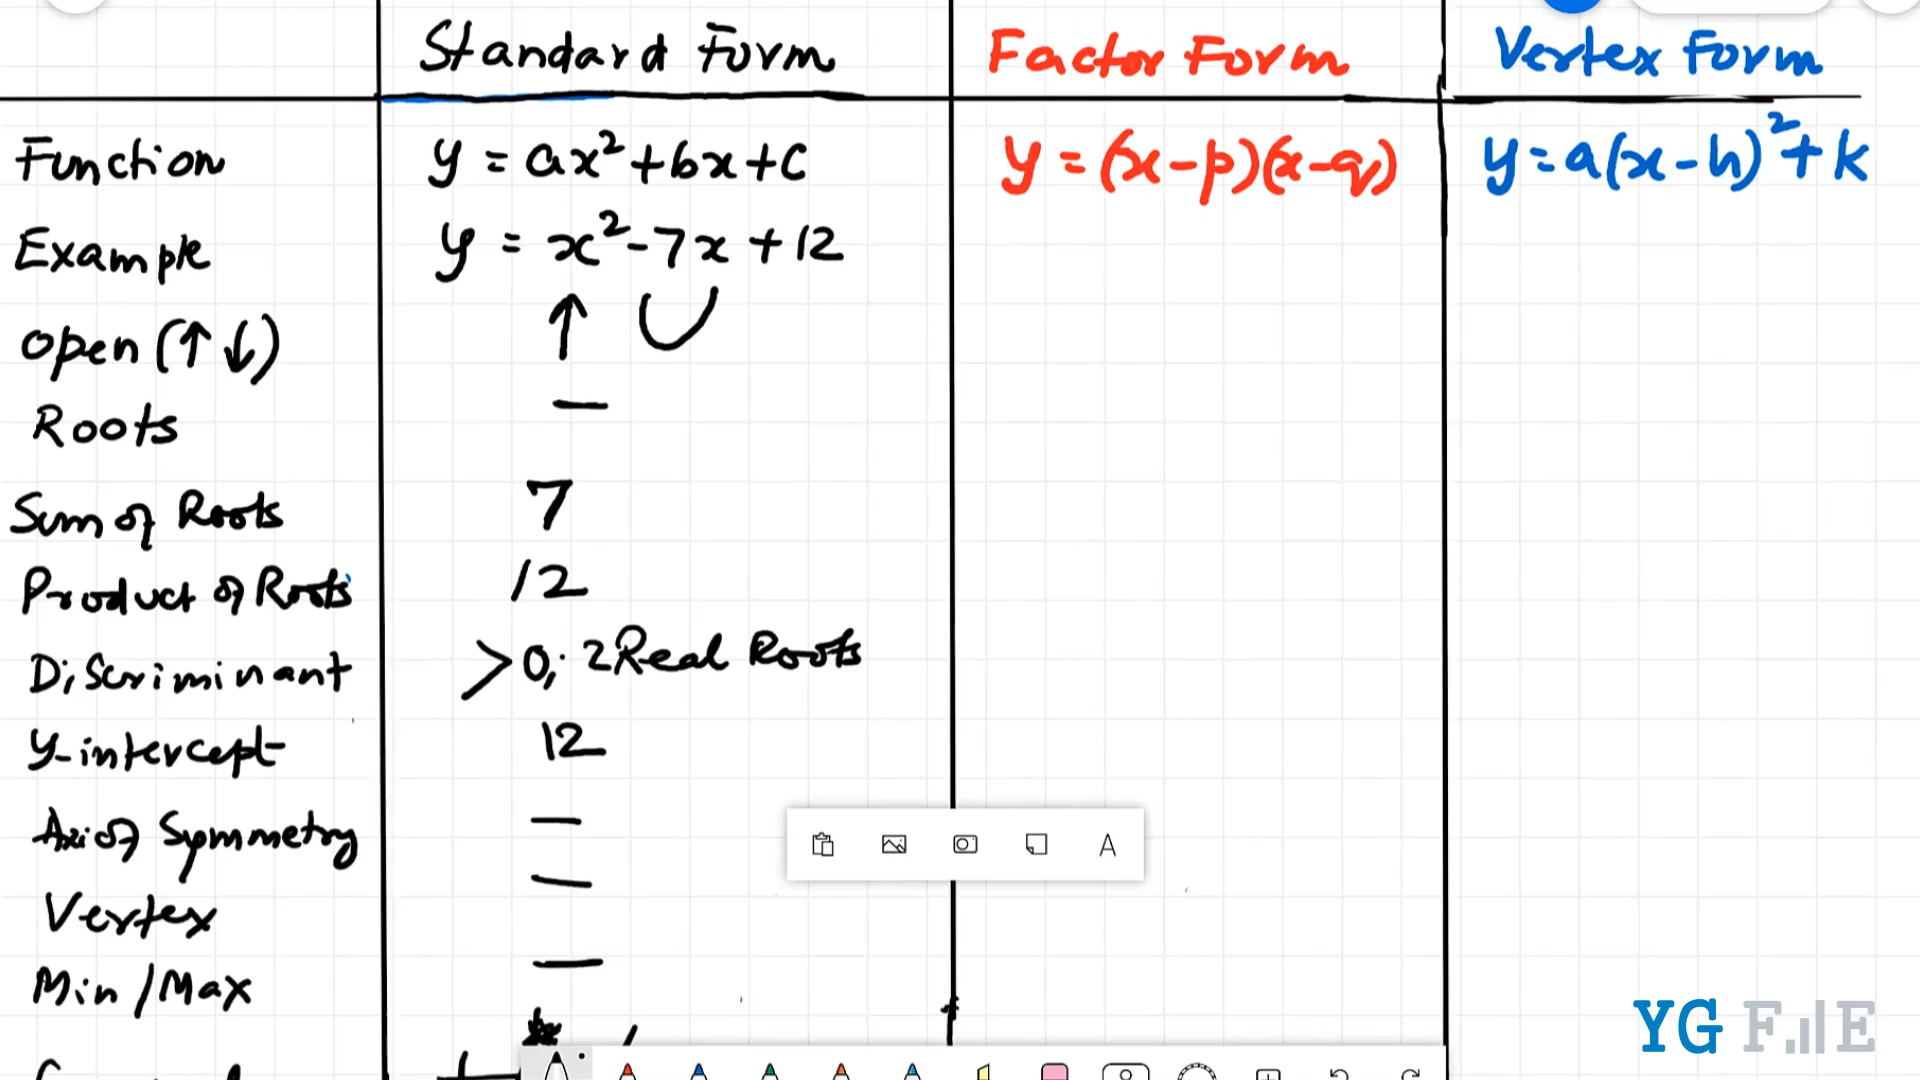 Standard Form Factor Form Vertex Form
Function y = ax² + bx + c y = (x-p)(x-q) y = a(x-h)² + k
Example y = x² - 7x + 12
Open (↑↓) ↑
Roots —
Sum of Roots 7
Product of Roots 12
Discriminant >0; 2 Real Roots
Y-intercept 12
Axi of Symmetry —
Vertex —
Min/Max —
YG FILE